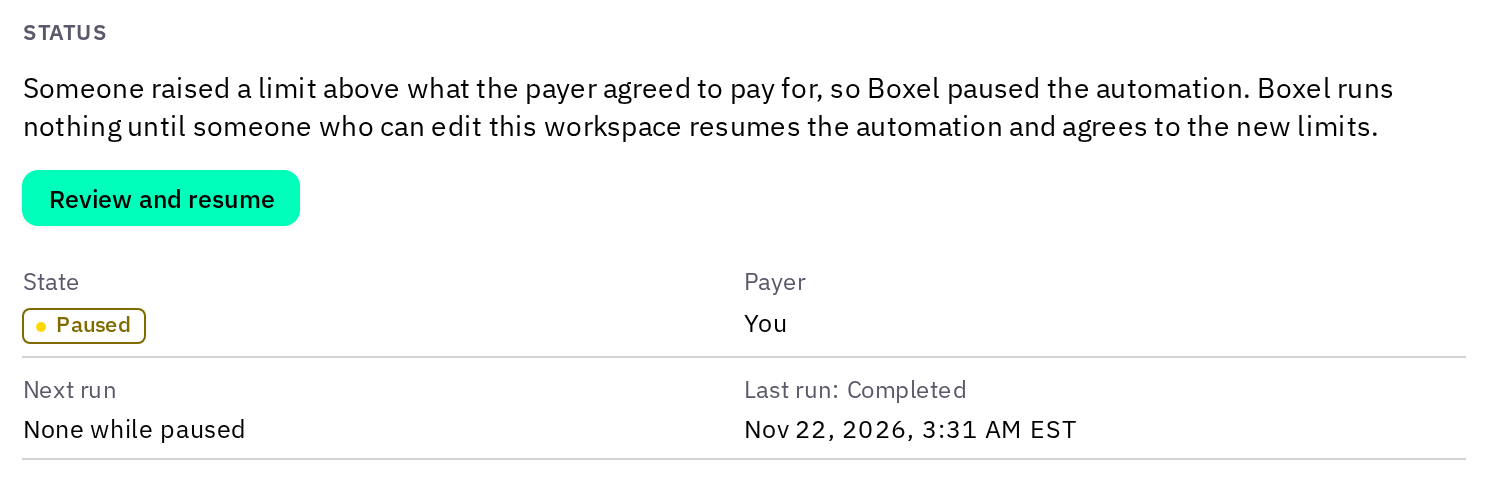 STATUS
Someone raised a limit above what the payer agreed to pay for, so Boxel paused the automation. Boxel runs
nothing until someone who can edit this workspace resumes the automation and agrees to the new limits.
Review and resume
State
Payer
Paused
You
Next run
Last run: Completed
None while paused
Nov 22, 2026, 3:31 AM EST